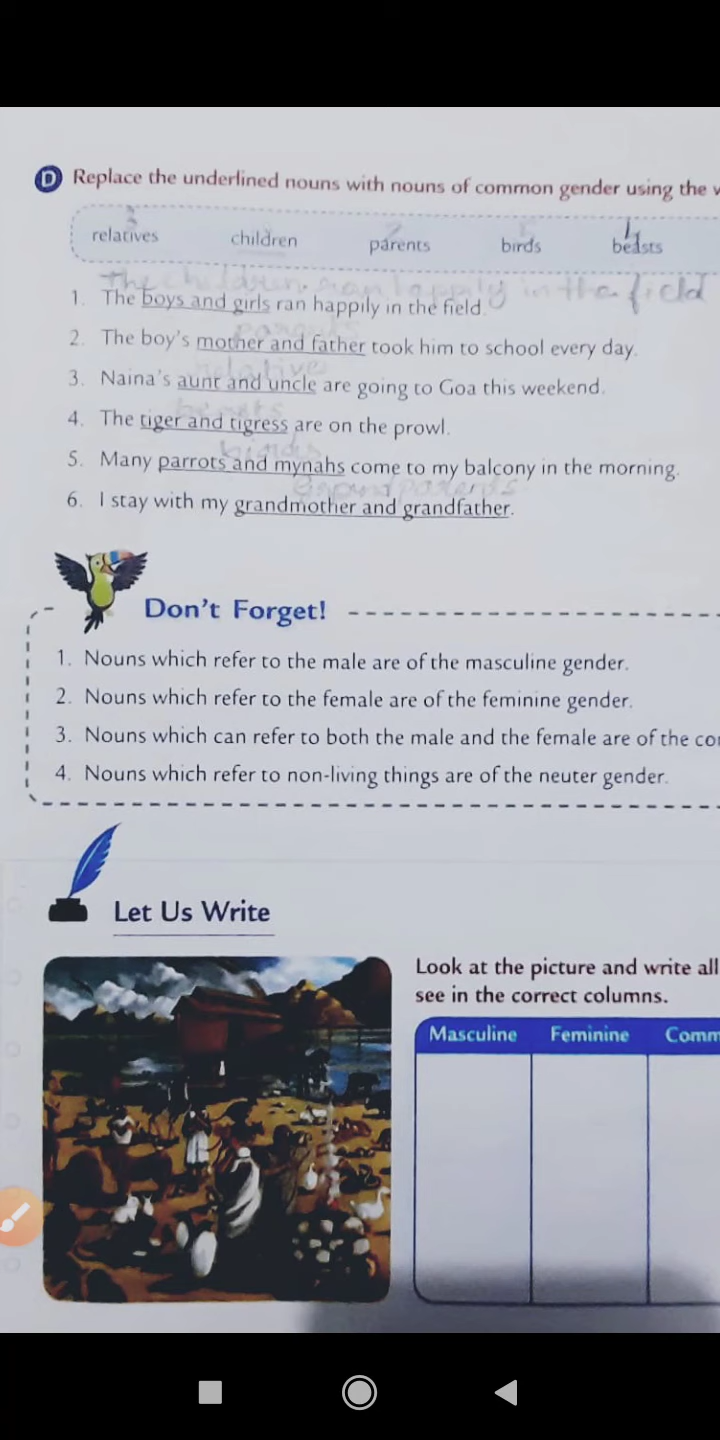 D Replace the underlined nouns with nouns of common gender using the
relatives children parents birds beasts
The children ran happily in the field
1. The boys and girls ran happily in the field.
parents
2. The boy's mother and father took him to school every day.
relative
3. Naina's aunt and uncle are going to Goa this weekend.
beasts
4. The tiger and tigress are on the prowl.
birds
5. Many parrots and mynahs come to my balcony in the morning.
Grandparents
6. I stay with my grandmother and grandfather.
Don't Forget!
1. Nouns which refer to the male are of the masculine gender.
2. Nouns which refer to the female are of the feminine gender.
3. Nouns which can refer to both the male and the female are of the
4. Nouns which refer to non-living things are of the neuter gender.
Let Us Write
Look at the picture and write all
see in the correct columns.
Masculine Feminine Comm